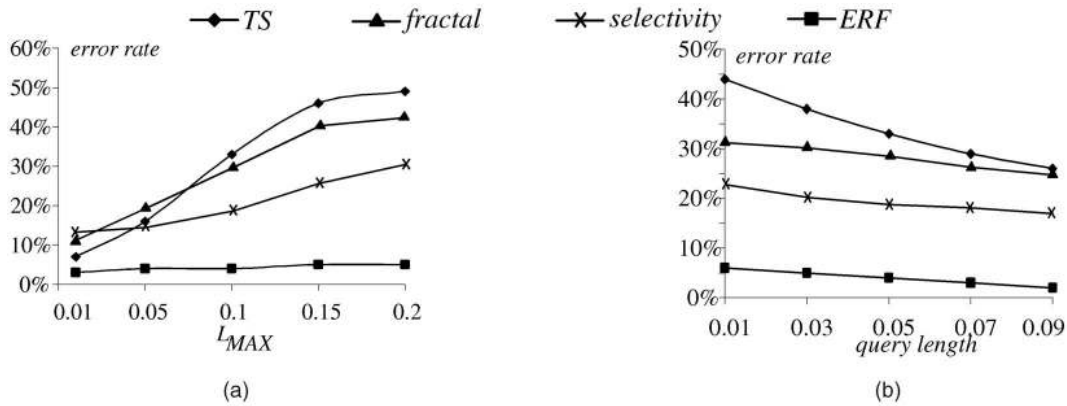 TS fractal selectivity ERF
60% error rate
50%
40%
30%
20%
10%
0%
0.01 0.05 0.1 0.15 0.2
LMAX
(a)
50%
error rate
40%
30%
20%
10%
0%
0.01 0.03 0.05 0.07 0.09
query length
(b)